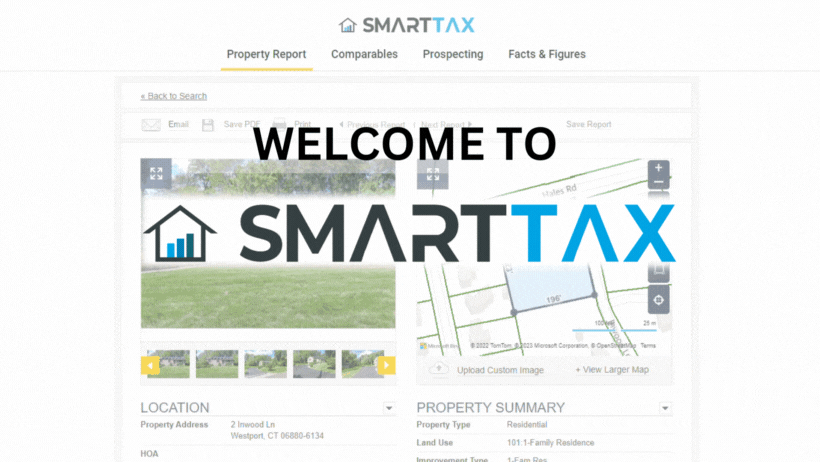 SMARTTAX
Property Report Comparables Prospecting Facts & Figures
« Back to Search
Email Save PDF Print Previous Report Next Report Save Report
WELCOME TO
SMARTTAX
Rd
196'
100 25 m
© 2022 TomTom, © 2023 Microsoft Corporation, © OpenStreetMap Terms
Upload Custom Image + View Larger Map
LOCATION
Property Address 2 Inwood Ln
Westport, CT 06880-6134
HOA
PROPERTY SUMMARY
Property Type Residential
Land Use 101:1-Family Residence
Improvement Type 1-Fam Res